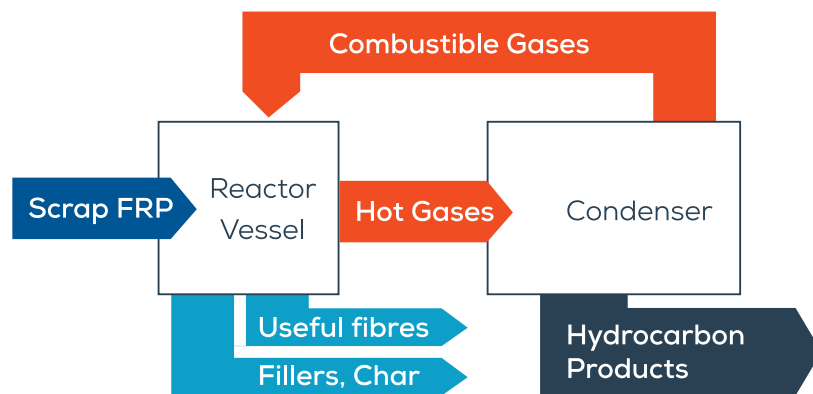 Combustible Gases
Scrap FRP
Reactor
Vessel
Hot Gases
Condenser
Useful fibres
Fillers, Char
Hydrocarbon
Products